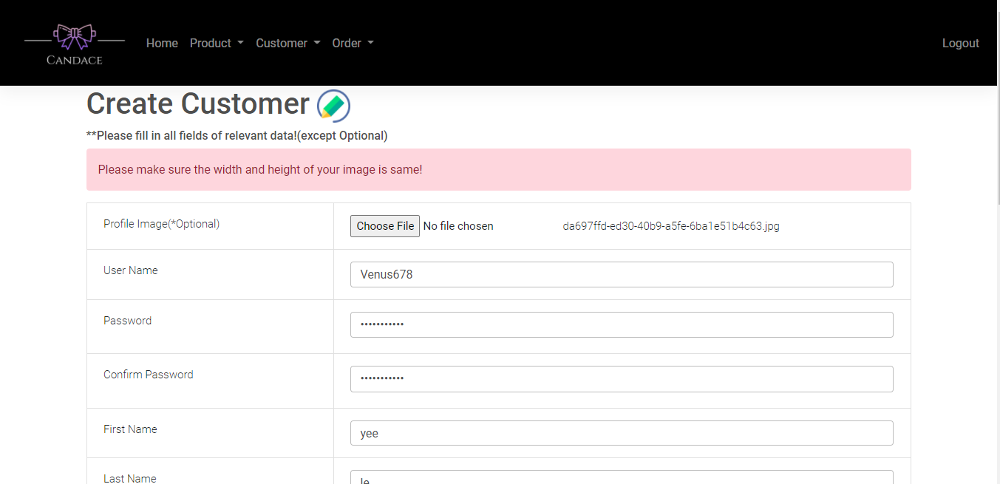 CANDACE
Home Product Customer Order Logout
Create Customer
**Please fill in all fields of relevant data!(except Optional)
Please make sure the width and height of your image is same!
Profile Image(*Optional) Choose File No file chosen da697ffd-ed30-40b9-a5fe-6ba1e51b4c63.jpg
User Name Venus678
Password •••••••••••
Confirm Password •••••••••••
First Name yee
Last Name